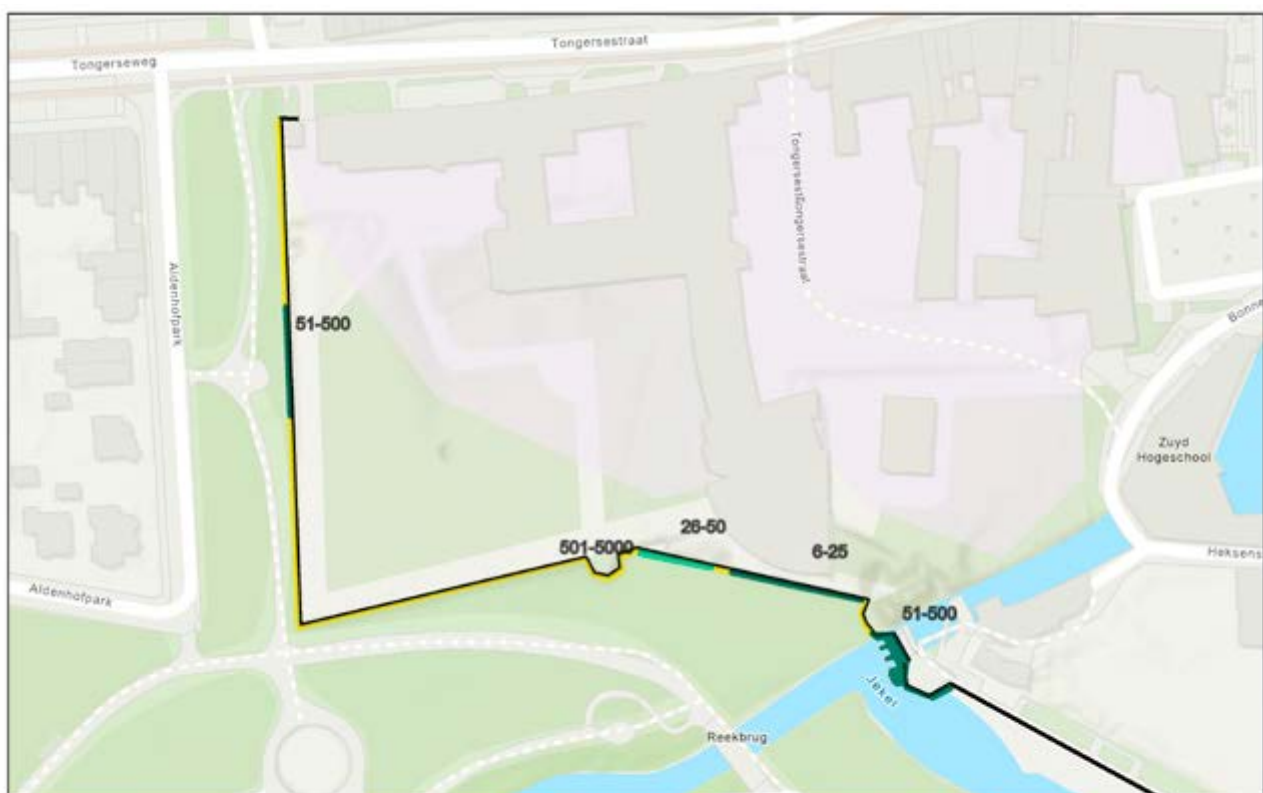 Tongerseweg
Tongersestraat
Tongersestraat
Aldenhofpark
51-500
Bonne
Zuyd
Hogeschool
26-50
501-5000
6-25
Heksens
Aldenhofpark
51-500
Jeker
Reekbrug